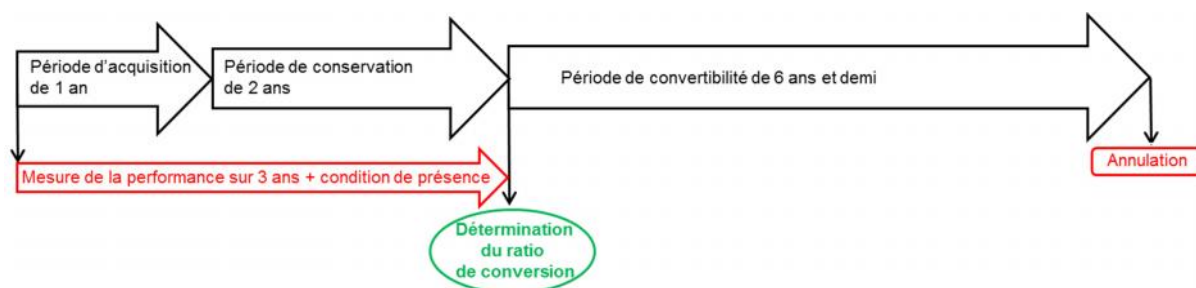 Période d'acquisition
de 1 an
Période de conservation
de 2 ans
Période de convertibilité de 6 ans et demi
Mesure de la performance sur 3 ans + condition de présence
Annulation
Détermination
du ratio
de conversion